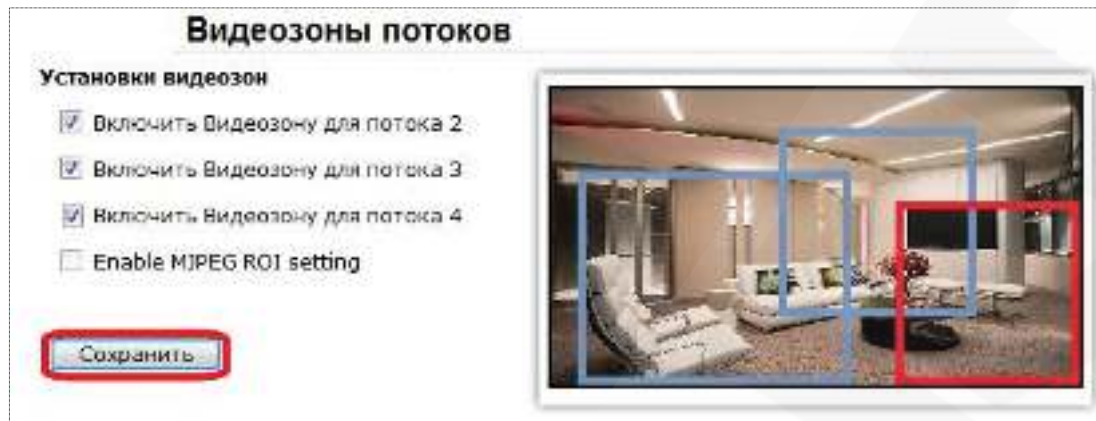 Видеозоны потоков
Установки видеозон
Включить Видеозону для потока 2
Включить Видеозону для потока 3
Включить Видеозону для потока 4
Enable MJPEG ROI setting
Сохранить